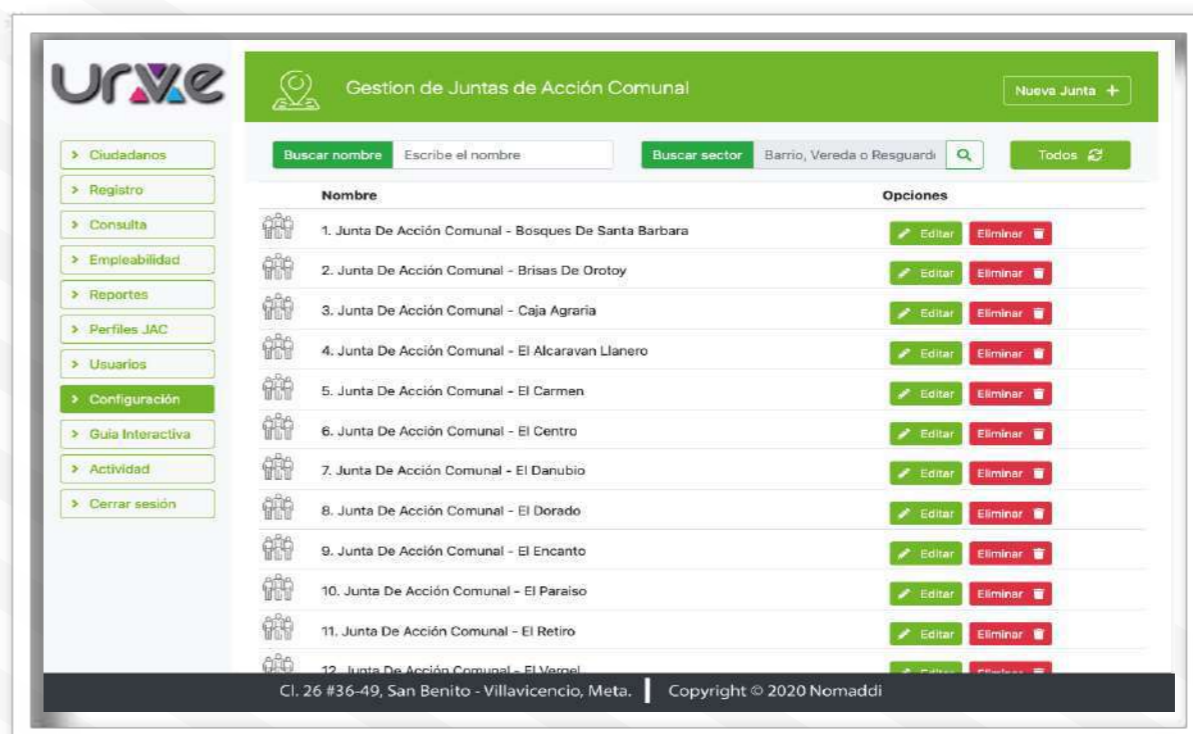 urve
Gestion de Juntas de Acción Comunal
Nueva Junta +
> Ciudadanos
> Registro
> Consulta
> Empleabilidad
> Reportes
> Perfiles JAC
> Usuarios
> Configuración
> Guia Interactiva
> Actividad
> Cerrar sesión
Buscar nombre Escribe el nombre Buscar sector Barrio, Vereda o Resguard Todos
Nombre Opciones
1. Junta De Acción Comunal - Bosques De Santa Barbara Editar Eliminar
2. Junta De Acción Comunal - Brisas De Orotoy Editar Eliminar
3. Junta De Acción Comunal - Caja Agraria Editar Eliminar
4. Junta De Acción Comunal - El Alcaravan Llanero Editar Eliminar
5. Junta De Acción Comunal - El Carmen Editar Eliminar
6. Junta De Acción Comunal - El Centro Editar Eliminar
7. Junta De Acción Comunal - El Danubio Editar Eliminar
8. Junta De Acción Comunal - El Dorado Editar Eliminar
9. Junta De Acción Comunal - El Encanto Editar Eliminar
10. Junta De Acción Comunal - El Paraiso Editar Eliminar
11. Junta De Acción Comunal - El Retiro Editar Eliminar
12. Junta De Acción Comunal - El Vergel Editar Eliminar
Cl. 26 #36-49, San Benito - Villavicencio, Meta. | Copyright © 2020 Nomaddi